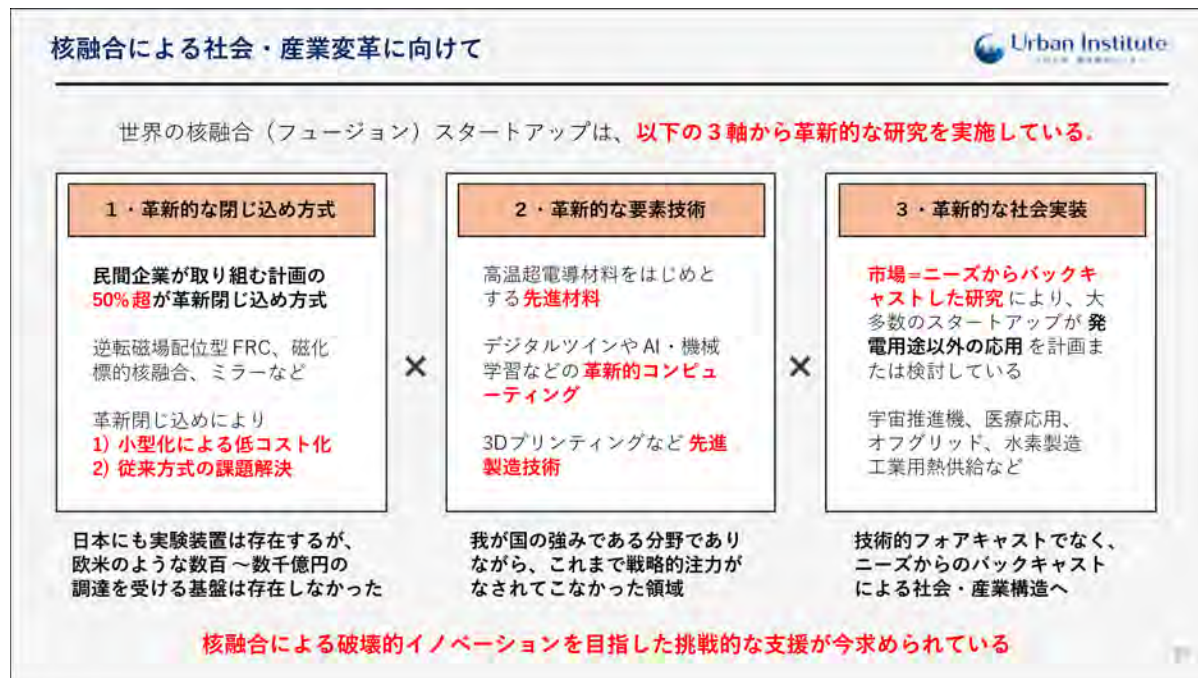 核融合による社会・産業変革に向けて
Urban Institute
世界の核融合（フュージョン）スタートアップは、以下の３軸から革新的な研究を実施している.
1・革新的な閉じ込め方式
民間企業が取り組む計画の
50%超が革新閉じ込め方式
逆転磁場配位型 FRC、磁化
標的核融合、ミラーなど
革新閉じ込めにより
1) 小型化による低コスト化
2) 従来方式の課題解決
日本にも実験装置は存在するが、
欧米のような数百～数千億円の
調達を受ける基盤は存在しなかった
×
2・革新的な要素技術
高温超電導材料をはじめと
する先進材料
デジタルツインや AI・機械
学習などの 革新的コンピュ
ーティング
3Dプリンティングなど 先進
製造技術
我が国の強みである分野であり
ながら、これまで戦略的注力が
なされてこなかった領域
×
3・革新的な社会実装
市場=ニーズからバックキ
ャストした研究 により、大
多数のスタートアップが 発
電用途以外の応用 を計画ま
たは検討している
宇宙推進機、医療応用、
オフグリッド、水素製造
工業用熱供給など
技術的フォアキャストでなく、
ニーズからのバックキャスト
による社会・産業構造へ
核融合による破壊的イノベーションを目指した挑戦的な支援が今求められている